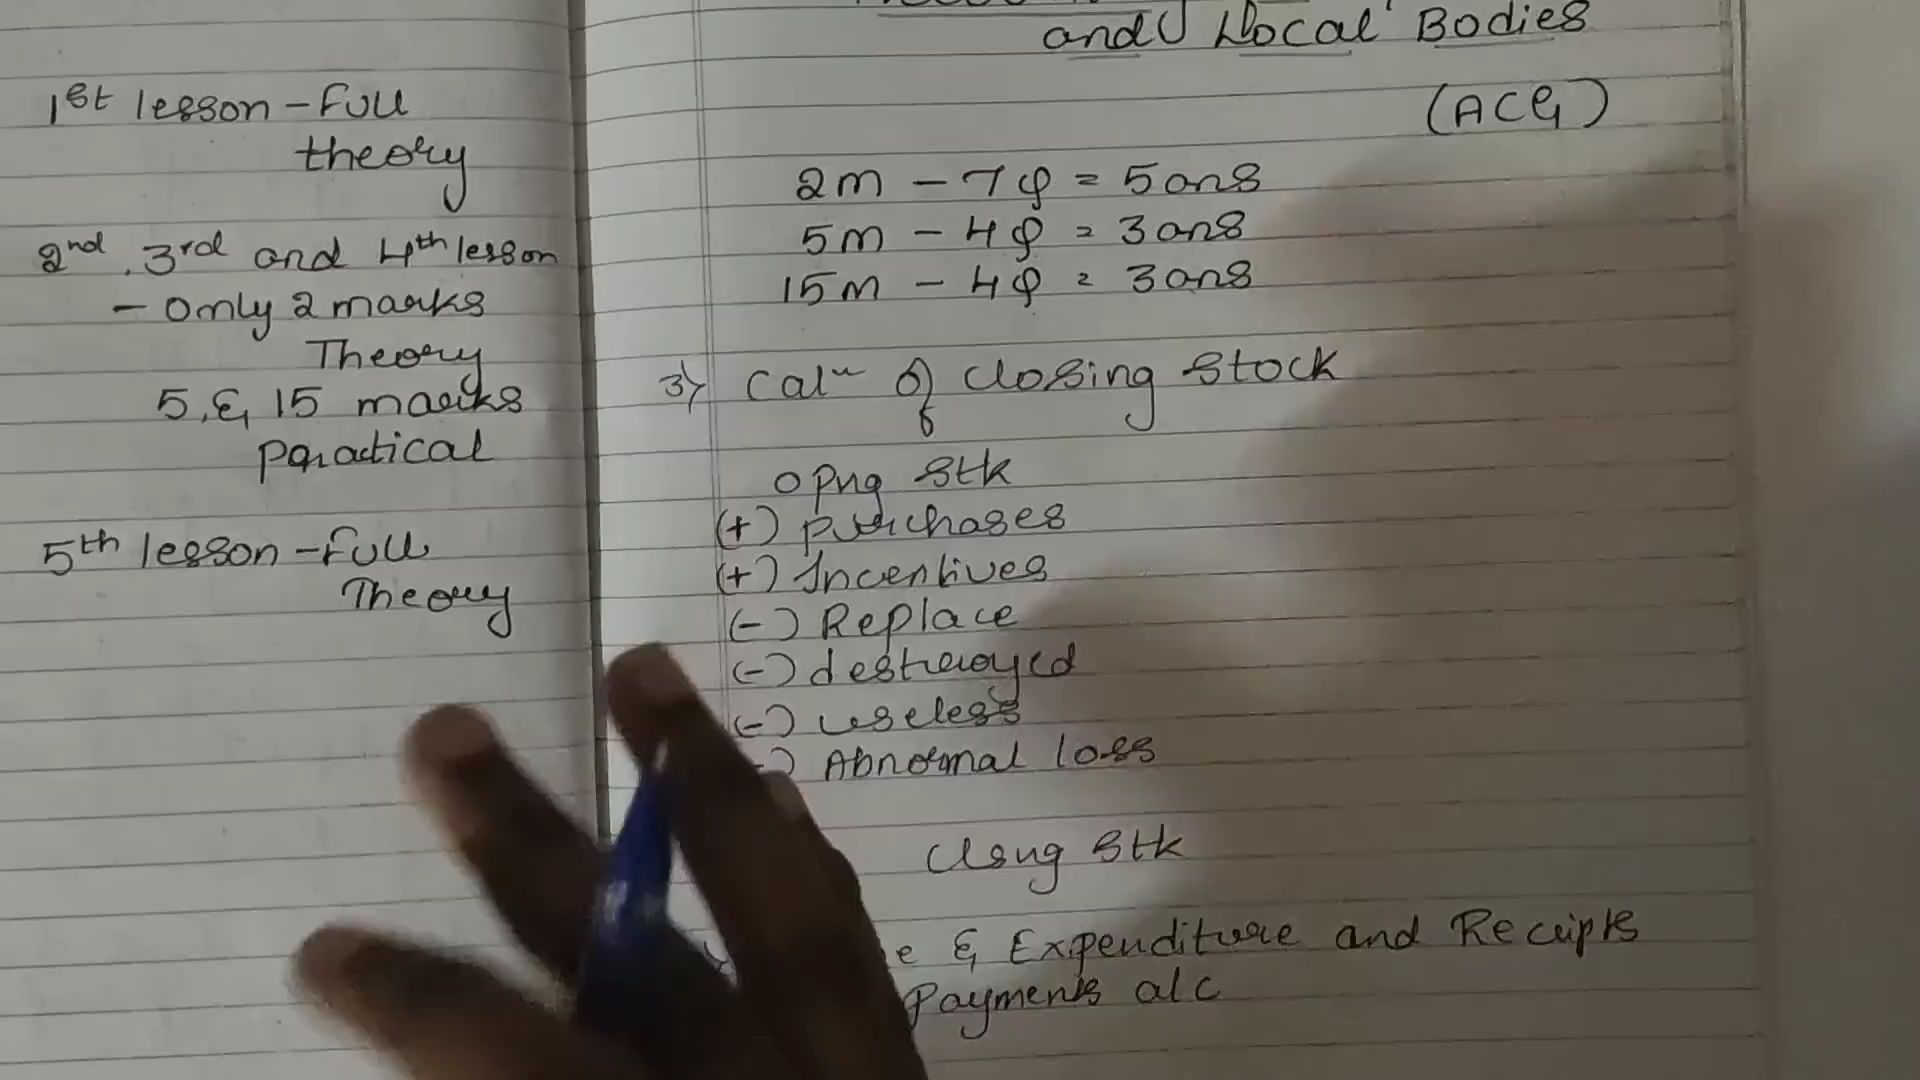 1st lesson - Full
theory
2nd, 3rd and 4th lesson
- only 2 marks
Theory
5, & 15 marks
practical
5th lesson - Full
Theory
and Local Bodies
(ACG)
2m - 7Q = 5ans
5m - 4Q = 3ans
15m - 4Q = 3ans
3) Caln of closing stock
opng stk
(+) purchases
(+) Incentives
(-) Replace
(-) destroyed
(-) useless
Abnormal loss
Clsng stk
& Expenditure and Receipts
Payments a/c